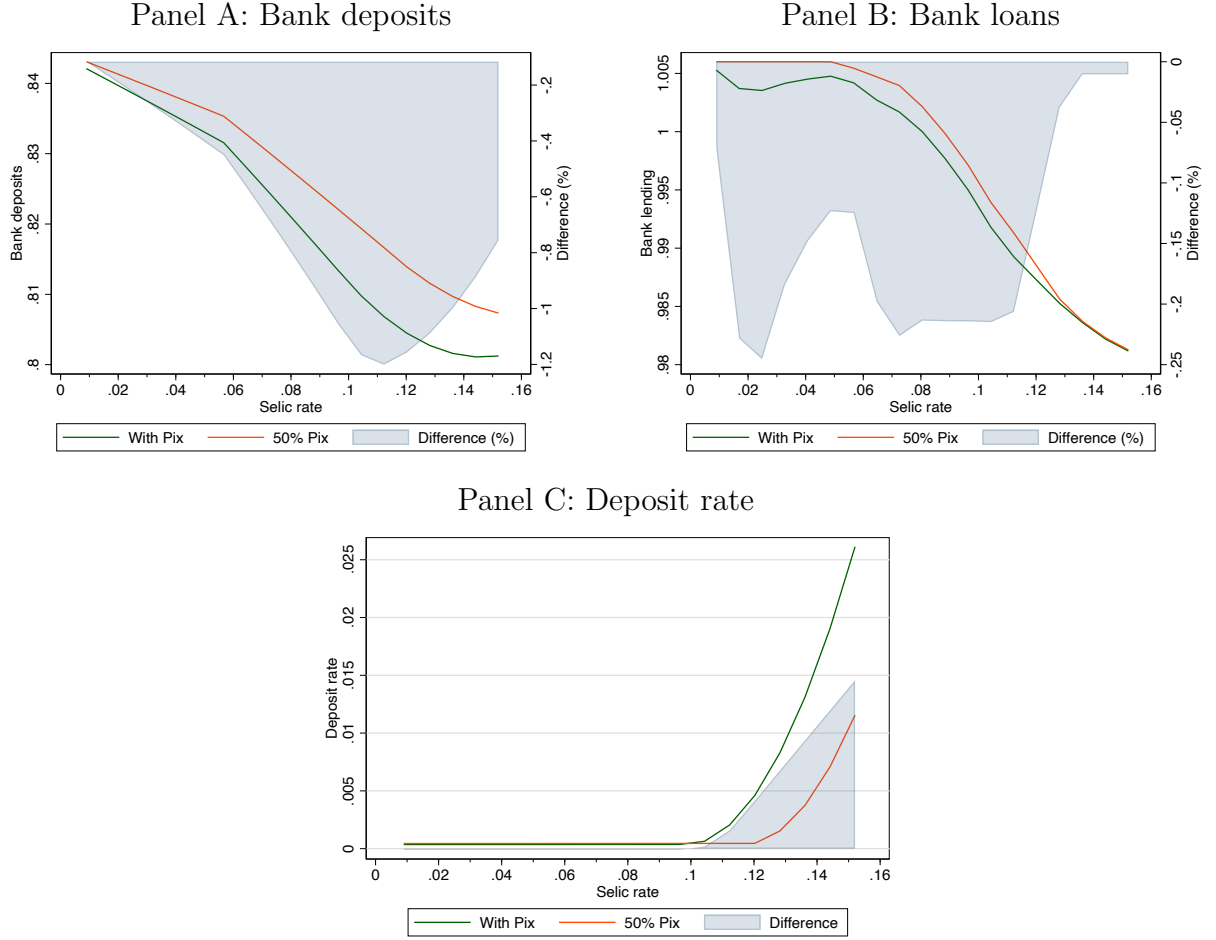 Panel A: Bank deposits
Bank deposits
.84
.83
.82
.81
.8
-.2
-.4
-.6
-.8
-1
-1.2
Difference (%)
0 .02 .04 .06 .08 .1 .12 .14 .16
Selic rate
With Pix 50% Pix Difference (%)
Panel B: Bank loans
Bank lending
1.005
1
.995
.99
.985
.98
0
-.05
-.1
-.15
-.2
-.25
Difference (%)
0 .02 .04 .06 .08 .1 .12 .14 .16
Selic rate
With Pix 50% Pix Difference (%)
Panel C: Deposit rate
Deposit rate
.025
.02
.015
.01
.005
0
0 .02 .04 .06 .08 .1 .12 .14 .16
Selic rate
With Pix 50% Pix Difference